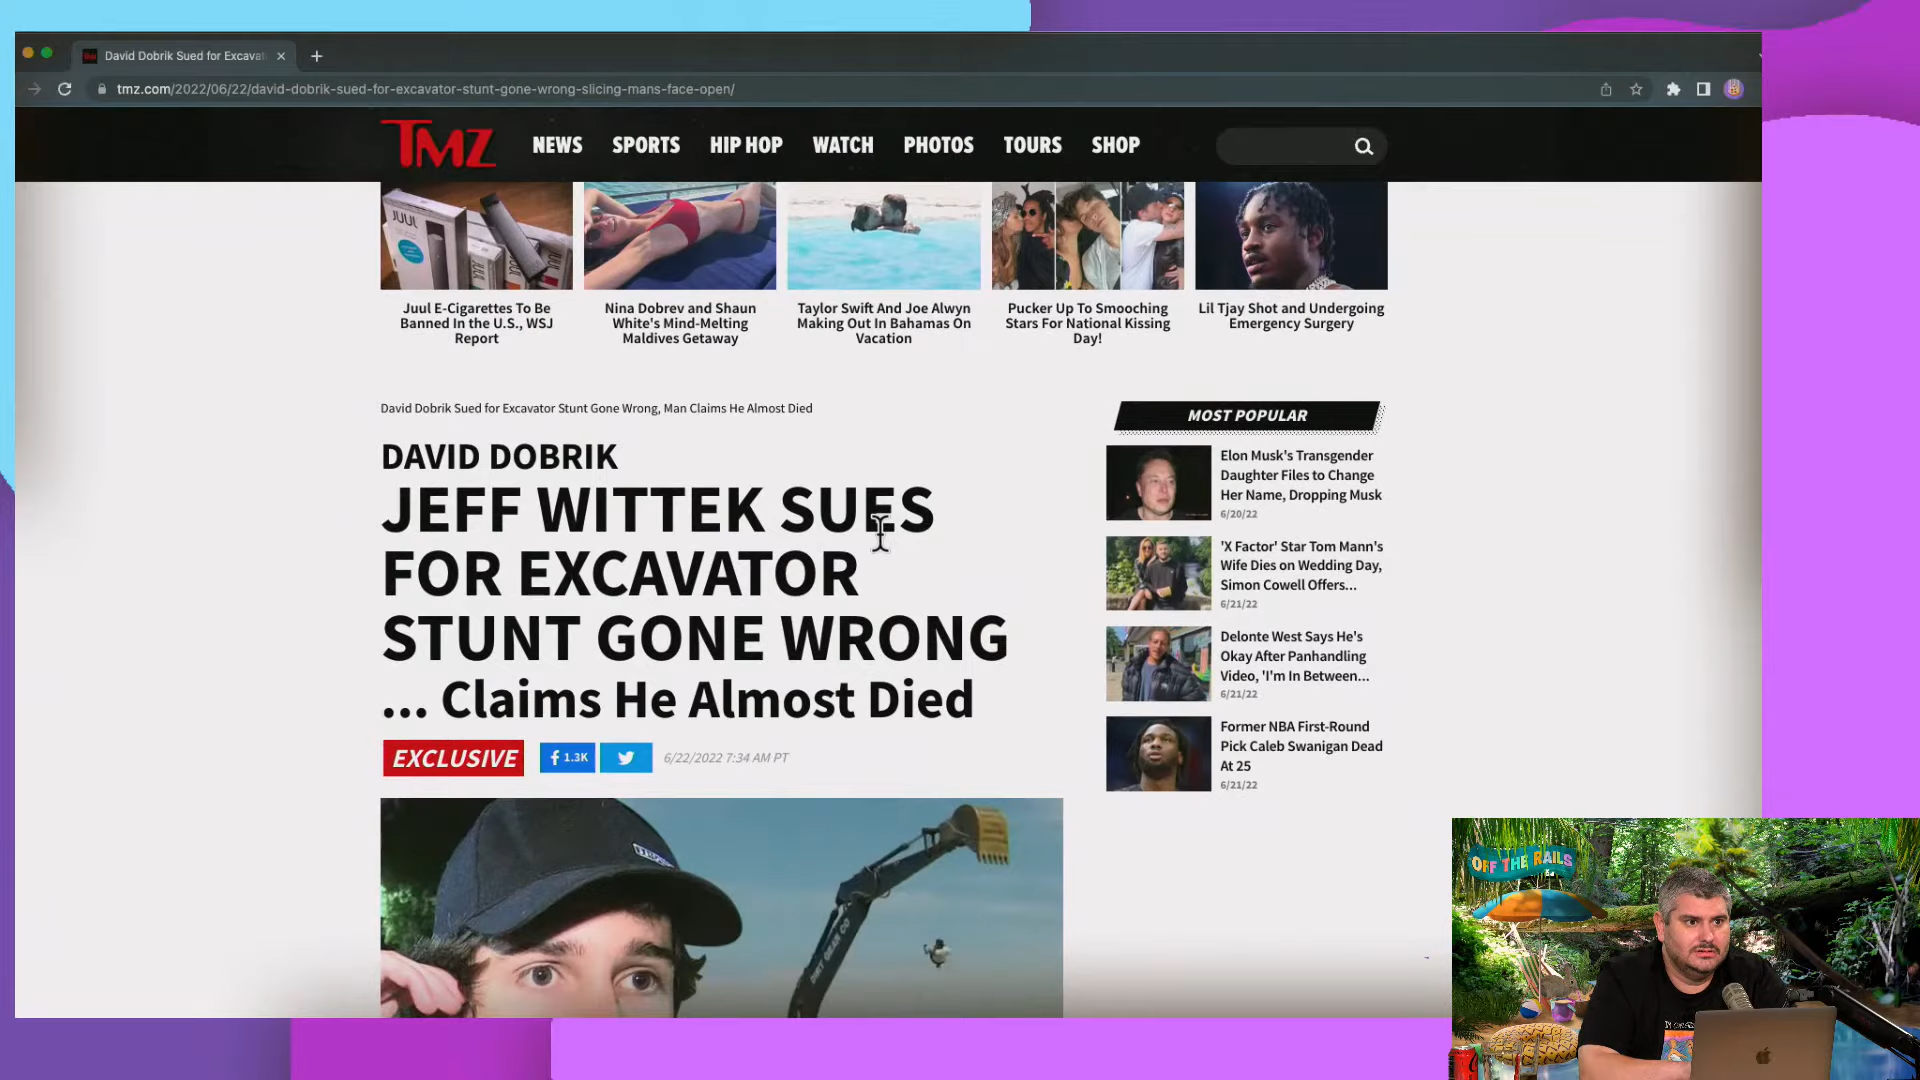 David Dobrik Sued for Excava
tmz.com/2022/06/22/david-dobrik-sued-for-excavator-stunt-gone-wrong-slicing-mans-face-open/
TMZ
NEWS
SPORTS
HIP HOP
WATCH
PHOTOS
TOURS
SHOP
JUUL
Juul E-Cigarettes To Be
Banned In the U.S., WSJ
Report
Nina Dobrev and Shaun
White's Mind-Melting
Maldives Getaway
Taylor Swift And Joe Alwyn
Making Out In Bahamas On
Vacation
Pucker Up To Smooching
Stars For National Kissing
Day!
Lil Tjay Shot and Undergoing
Emergency Surgery
David Dobrik Sued for Excavator Stunt Gone Wrong, Man Claims He Almost Died
DAVID DOBRIK
JEFF WITTEK SUES
FOR EXCAVATOR
STUNT GONE WRONG
... Claims He Almost Died
EXCLUSIVE
1.3K
6/22/2022 7:34 AM PT
MOST POPULAR
Elon Musk's Transgender
Daughter Files to Change
Her Name, Dropping Musk
6/20/22
'X Factor' Star Tom Mann's
Wife Dies on Wedding Day,
Simon Cowell Offers...
6/21/22
Delonte West Says He's
Okay After Panhandling
Video, 'I'm In Between...
6/21/22
Former NBA First-Round
Pick Caleb Swanigan Dead
At 25
6/21/22
OFF THE RAILS